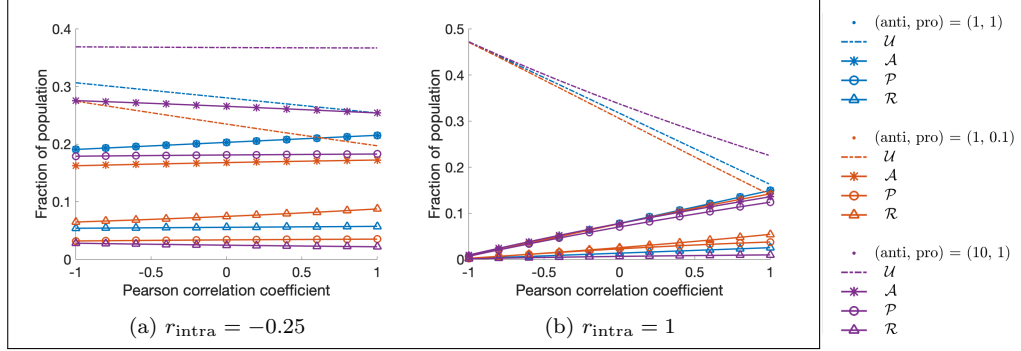 0.4
0.3
0.2
0.1
0
-1
-0.5
0
0.5
1
Fraction of population
Pearson correlation coefficient
(a) r_intra = −0.25
0.5
0.4
0.3
0.2
0.1
0
-1
-0.5
0
0.5
1
Fraction of population
Pearson correlation coefficient
(b) r_intra = 1
(anti, pro) = (1, 1)
U
A
P
R
(anti, pro) = (1, 0.1)
U
A
P
R
(anti, pro) = (10, 1)
U
A
P
R